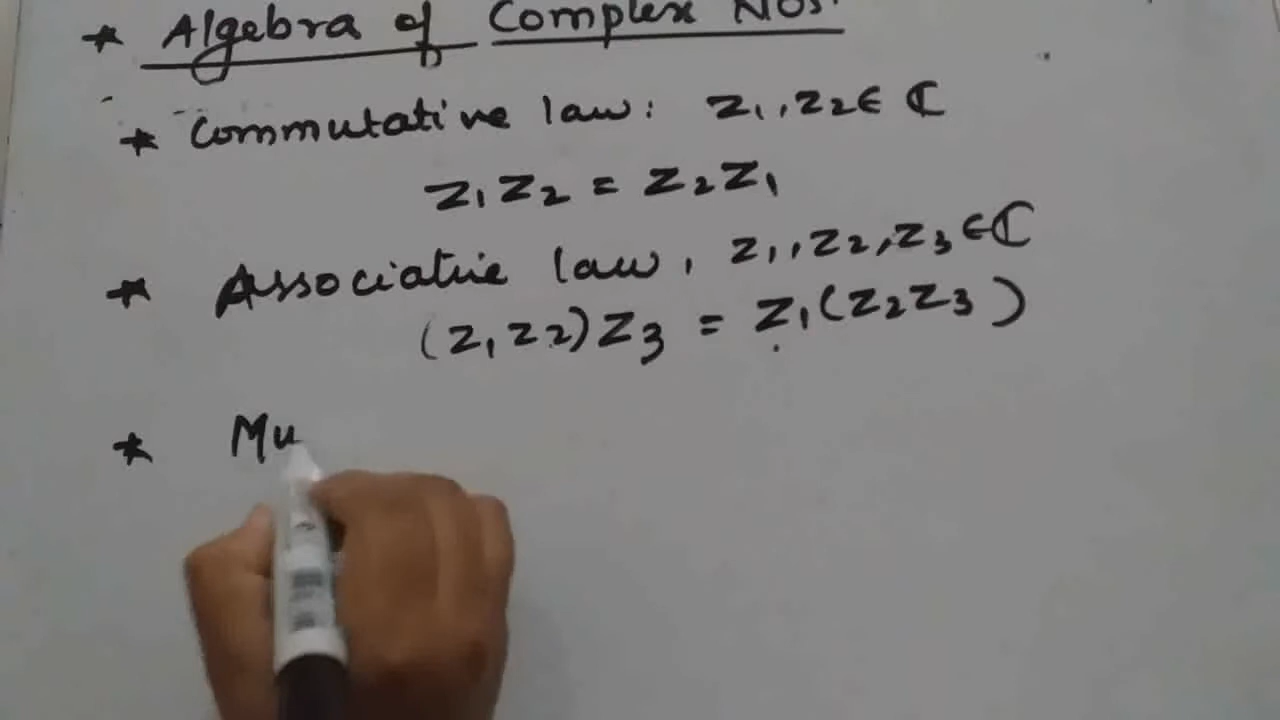 * Algebra of Complex Nos.
* Commutative law: z₁, z₂ ∈ ℂ
z₁z₂ = z₂z₁
* Associative law, z₁, z₂, z₃ ∈ ℂ
(z₁z₂)z₃ = z₁(z₂z₃)
* Mu